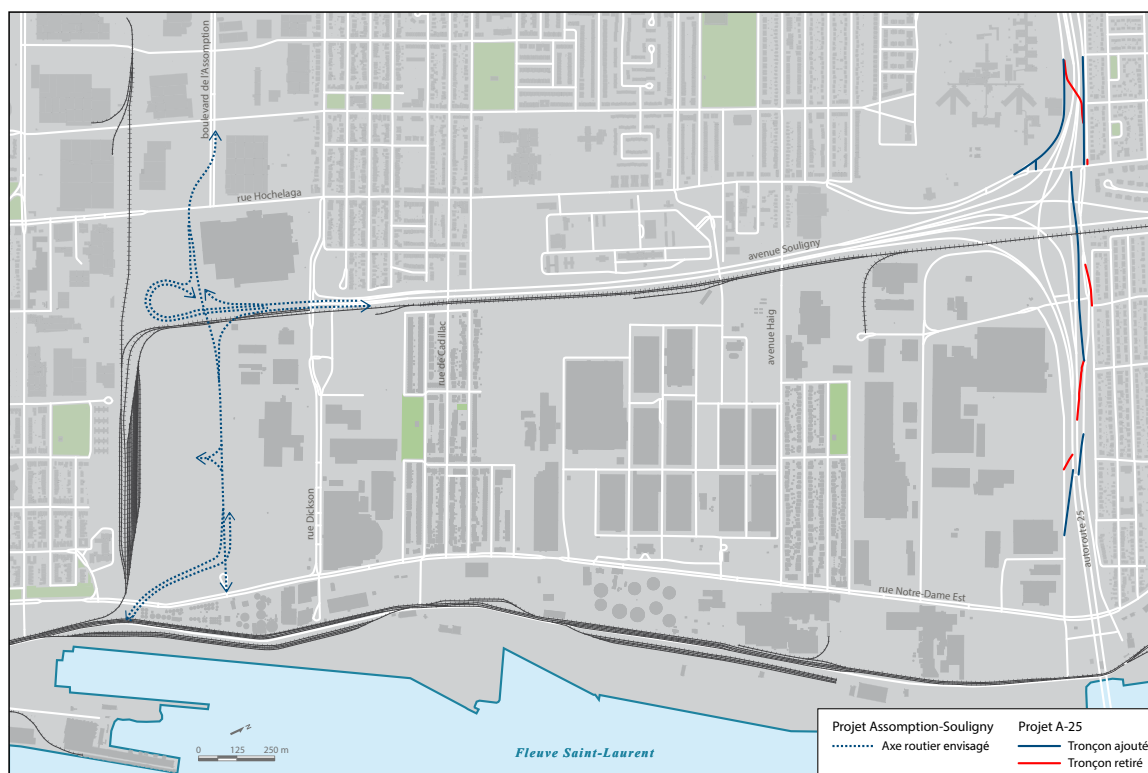 boulevard de l'Assomption
rue Hochelaga
avenue Souligny
rue de Cadillac
avenue Haig
rue Dickson
autoroute 25
rue Notre-Dame Est
N
0 125 250 m
Fleuve Saint-Laurent
Projet Assomption-Souligny
Axe routier envisagé
Projet A-25
Tronçon ajouté
Tronçon retiré